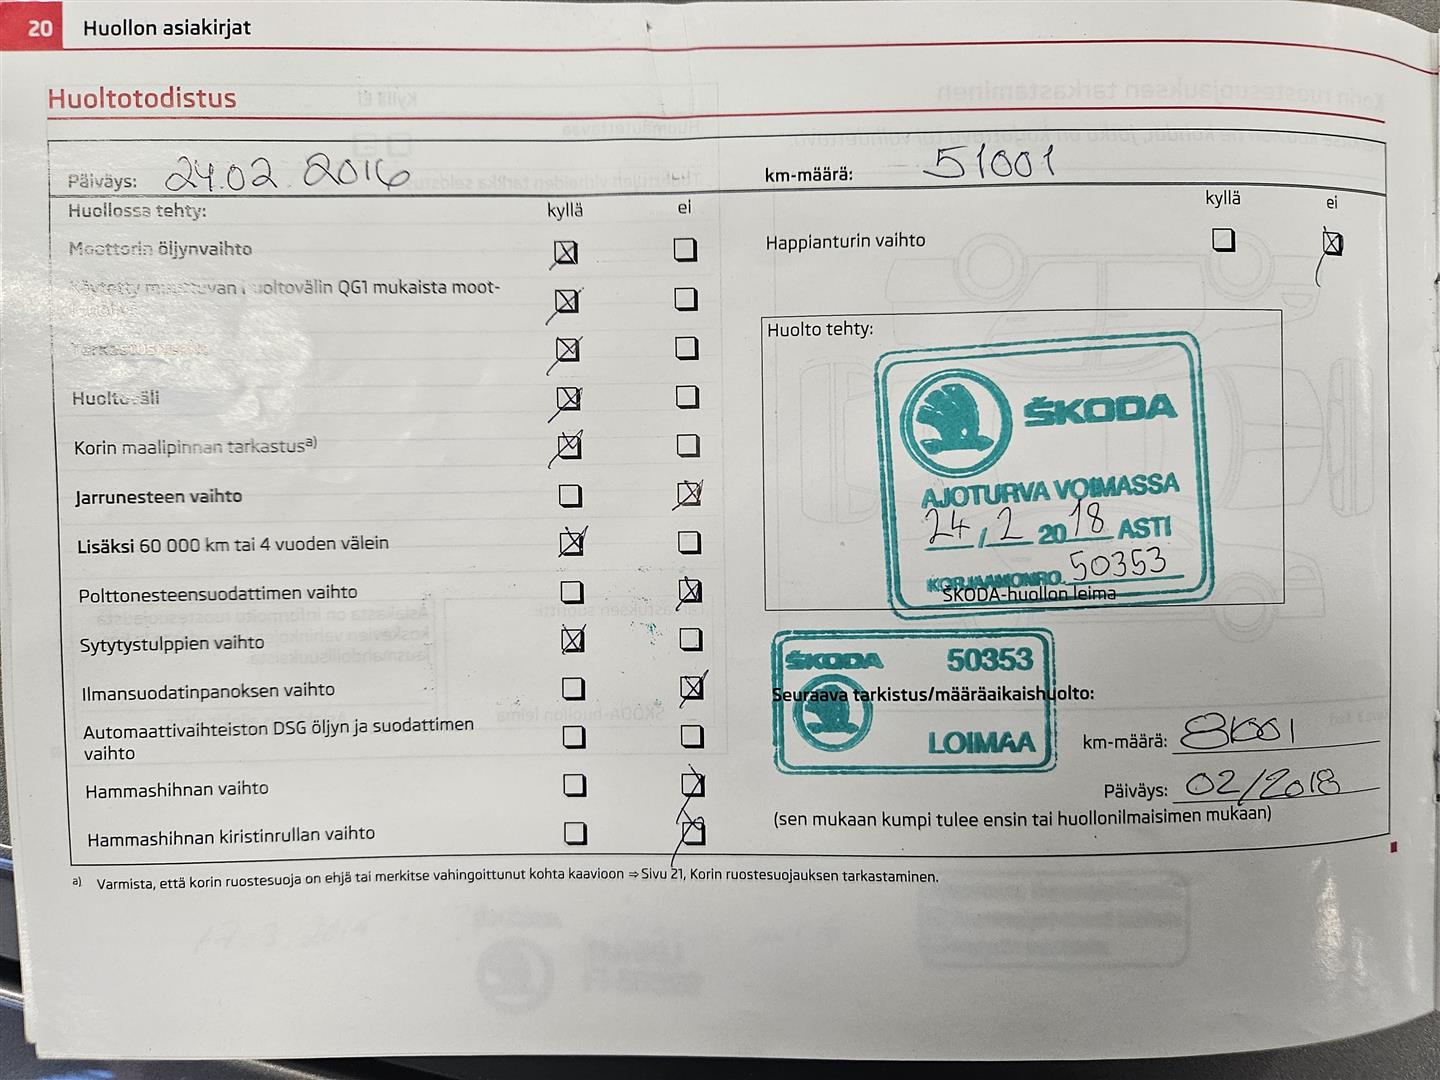 20 Huollon asiakirjat
Huoltotodistus
Päiväys: 24.02.2016
km-määrä: 51001
Huollossa tehty: kyllä ei
kyllä ei
Moottorin öljynvaihto
Happianturin vaihto
Käytetty muuttuvan huoltovälin QG1 mukaista moot-
Huoltoväli
Korin maalipinnan tarkastus a)
Jarrunesteen vaihto
Lisäksi 60 000 km tai 4 vuoden välein
Polttonesteensuodattimen vaihto
Sytytystulppien vaihto
Ilmansuodatinpanoksen vaihto
Automaattivaihteiston DSG öljyn ja suodattimen
vaihto
Hammashihnan vaihto
Hammashihnan kiristinrullan vaihto
Huolto tehty:
ŠKODA
AJOTURVA VOIMASSA
24/2 2018 ASTI
KORJAAMONRO. 50353
ŠKODA-huollon leima
ŠKODA 50353
Seuraava tarkistus/määräaikaishuolto:
LOIMAA
km-määrä: 81001
Päiväys: 02/2018
(sen mukaan kumpi tulee ensin tai huollonilmaisimen mukaan)
a) Varmista, että korin ruostesuoja on ehjä tai merkitse vahingoittunut kohta kaavioon ⇒ Sivu 21, Korin ruostesuojauksen tarkastaminen.